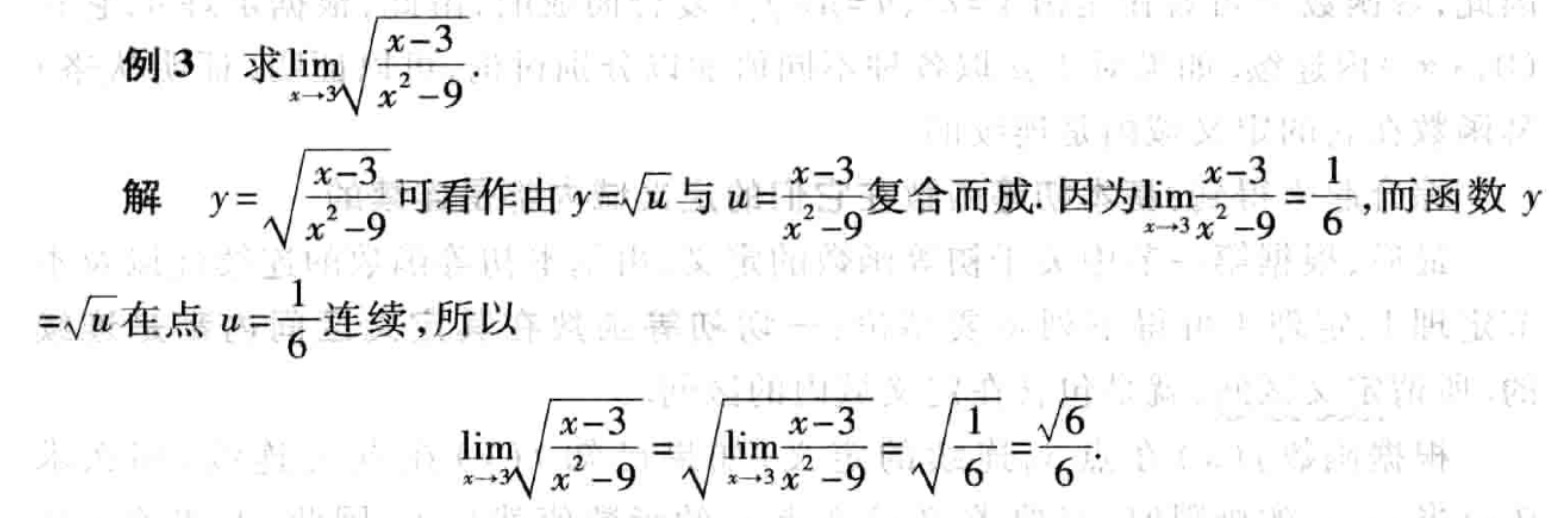 例 3 求 $\lim_{x \to 3} \sqrt{\frac{x-3}{x^2-9}}$.
解 $y=\sqrt{\frac{x-3}{x^2-9}}$ 可看作由 $y=\sqrt{u}$ 与 $u=\frac{x-3}{x^2-9}$ 复合而成. 因为 $\lim_{x \to 3} \frac{x-3}{x^2-9}=\frac{1}{6}$,而函数 $y$
$=\sqrt{u}$ 在点 $u=\frac{1}{6}$ 连续,所以
$\lim_{x \to 3} \sqrt{\frac{x-3}{x^2-9}}=\sqrt{\lim_{x \to 3} \frac{x-3}{x^2-9}}=\sqrt{\frac{1}{6}}=\frac{\sqrt{6}}{6}$.